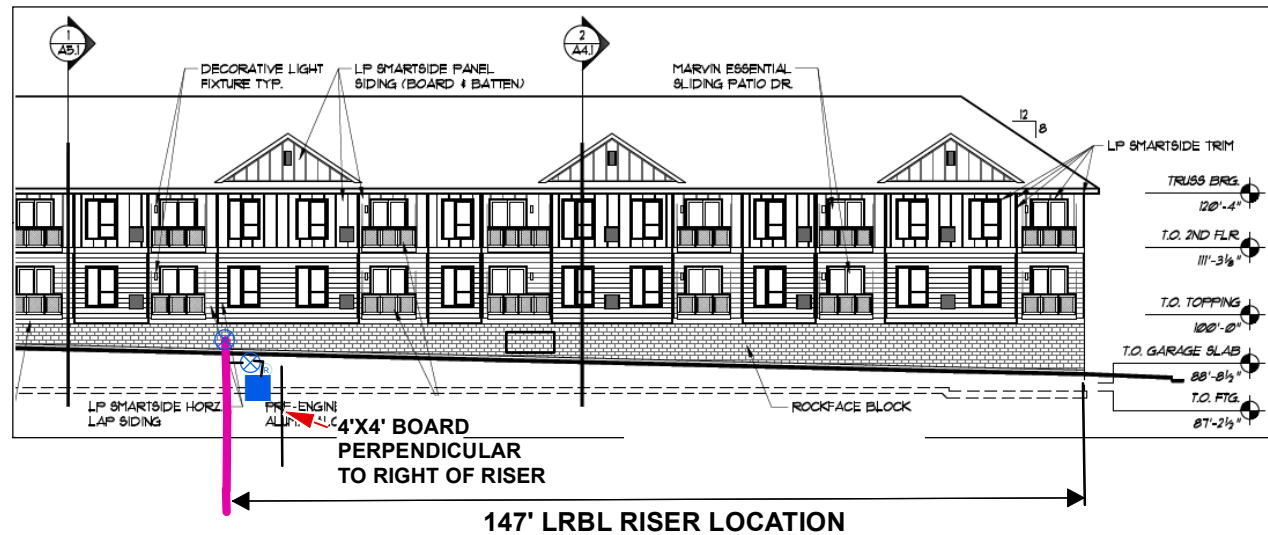 1
A5.1
2
A4.1
DECORATIVE LIGHT
FIXTURE TYP.
LP SMARTSIDE PANEL
SIDING (BOARD & BATTEN)
MARVIN ESSENTIAL
SLIDING PATIO DR.
12
8
LP SMARTSIDE TRIM
TRUSS BRG.
120'-4"
T.O. 2ND FLR
111'-3⅛"
T.O. TOPPING
100'-0"
T.O. GARAGE SLAB
88'-8½"
T.O. FTG.
87'-2½"
R
LP SMARTSIDE HORZ.
LAP SIDING
PRE-ENGINE
ROCKFACE BLOCK
4'X4' BOARD
PERPENDICULAR
TO RIGHT OF RISER
147' LRBL RISER LOCATION